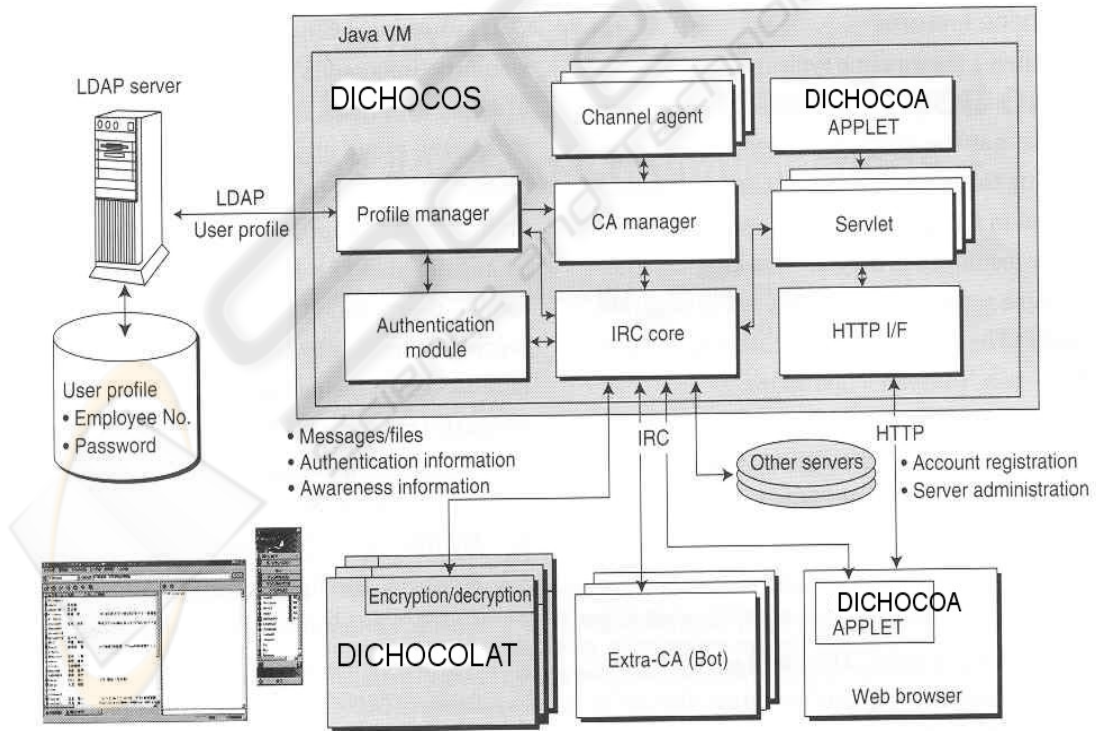 Java VM
LDAP server
DICHOCOS
Channel agent
DICHOCOA
APPLET
LDAP
User profile
Profile manager
CA manager
Servlet
Authentication
module
IRC core
HTTP I/F
User profile
• Employee No.
• Password
• Messages/files
• Authentication information
• Awareness information
IRC
Other servers
HTTP
• Account registration
• Server administration
Encryption/decryption
DICHOCOLAT
Extra-CA (Bot)
DICHOCOA
APPLET
Web browser